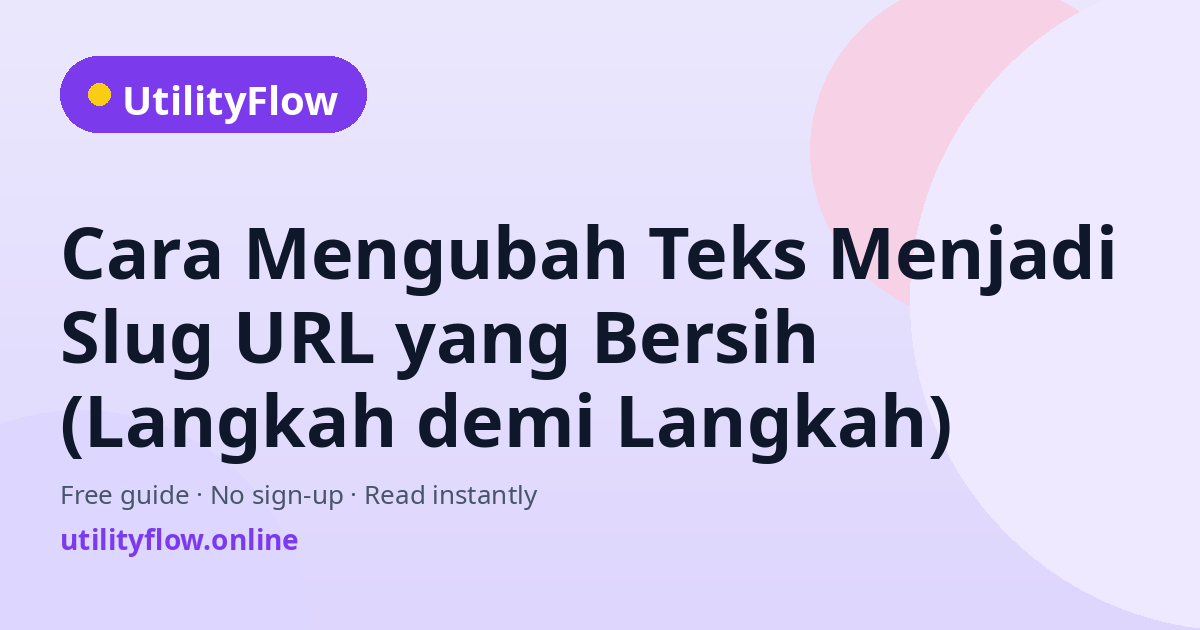 UtilityFlow
Cara Mengubah Teks Menjadi
Slug URL yang Bersih
(Langkah demi Langkah)
Free guide · No sign-up · Read instantly
utilityflow.online